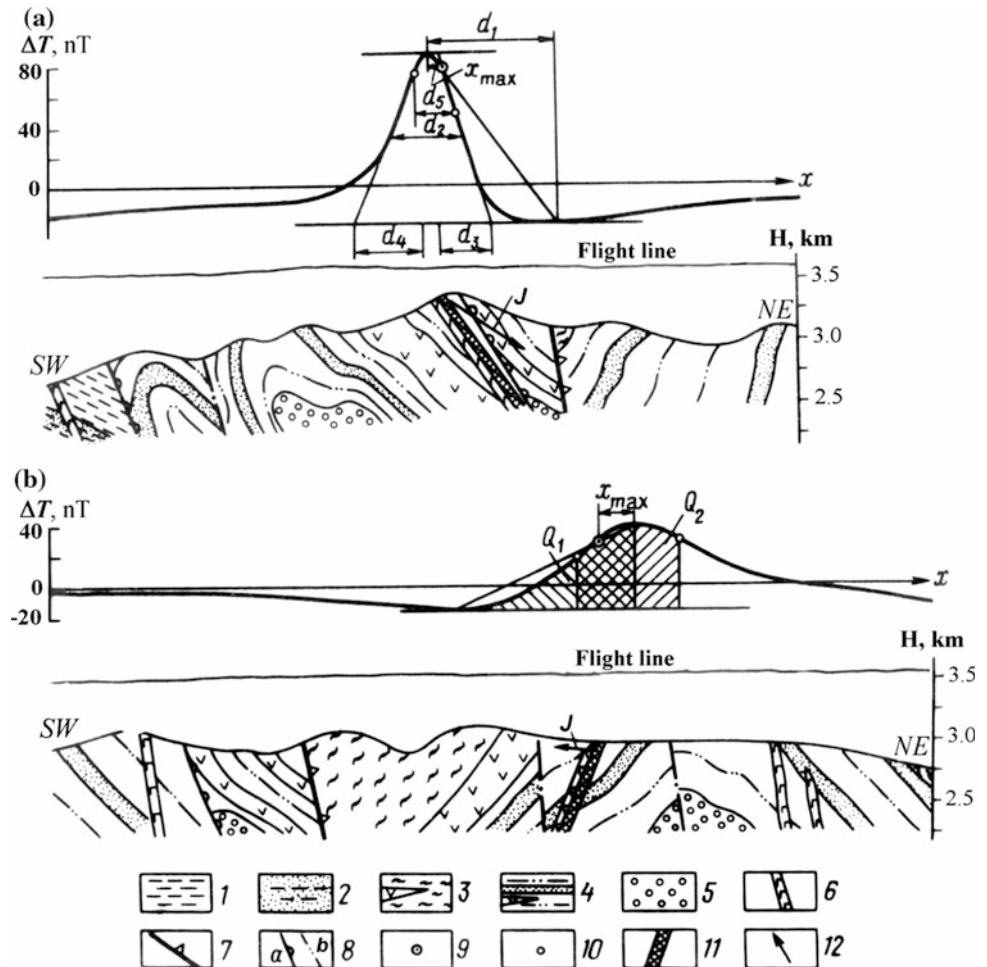 (a)
ΔT, nT
80
40
0
d₁
x_max
d₅
d₂
x
d₄
d₃
Flight line
H, km
3.5
3.0
2.5
J
NE
SW
(b)
ΔT, nT
40
0
-20
x_max
Q₁
Q₂
x
H, km
Flight line
3.5
3.0
2.5
SW
J
NE
1 2 3 4 5 6
7 a b 8 9 10 11 12